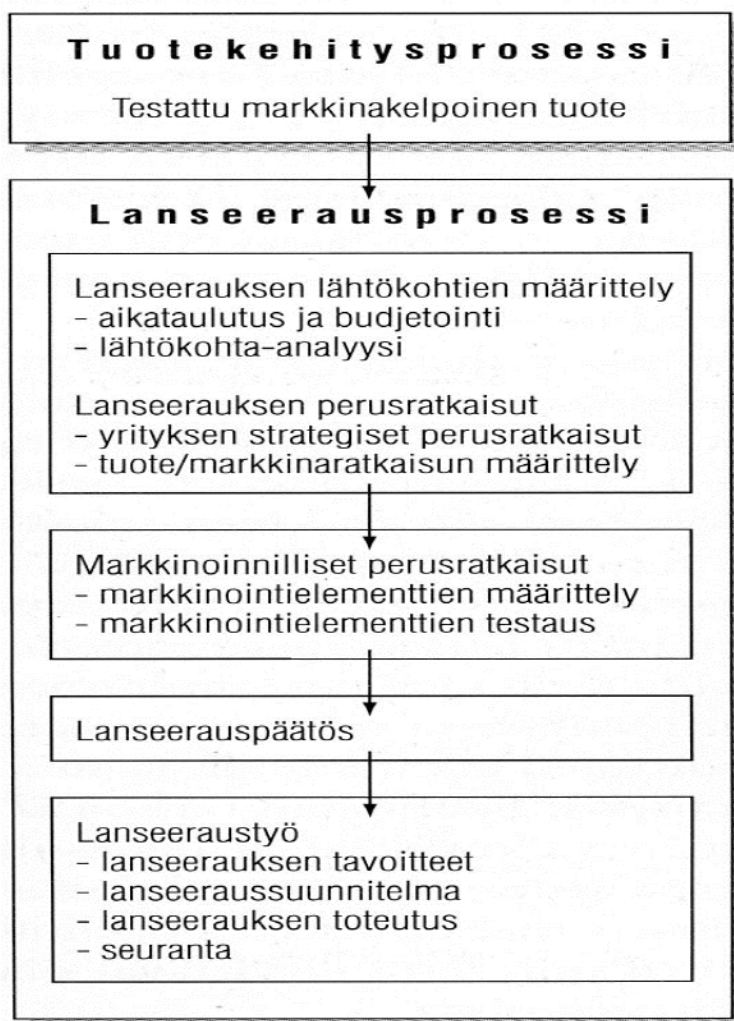 Tuotekehitysprosessi
Testattu markkinakelpoinen tuote
Lanseerausprosessi
Lanseerauksen lähtökohtien määrittely
- aikataulutus ja budjetointi
- lähtökohta-analyysi
Lanseerauksen perusratkaisut
- yrityksen strategiset perusratkaisut
- tuote/markkinaratkaisun määrittely
Markkinoinnilliset perusratkaisut
- markkinointielementtien määrittely
- markkinointielementtien testaus
Lanseerauspäätös
Lanseeraustyö
- lanseerauksen tavoitteet
- lanseeraussuunnitelma
- lanseerauksen toteutus
- seuranta